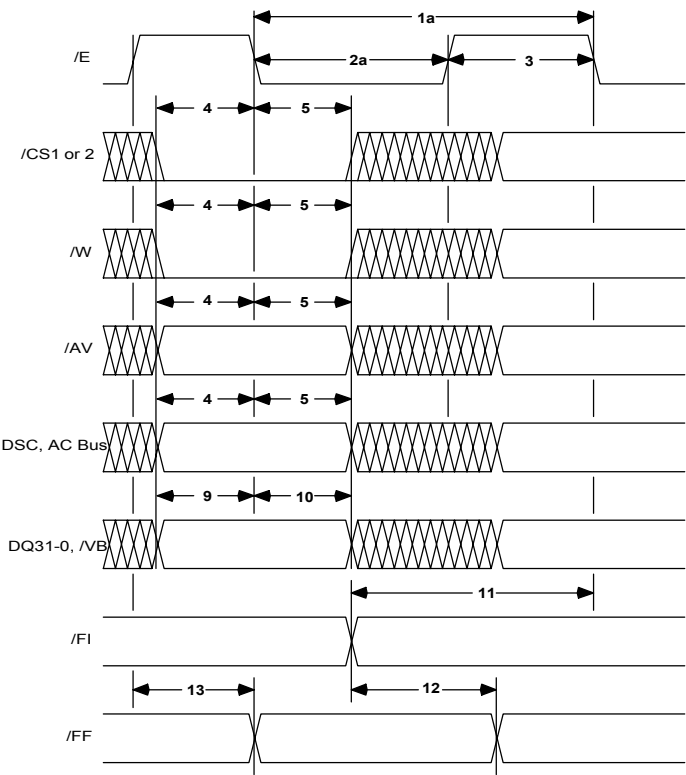 1a
/E
2a
3
4
5
/CS1 or 2
4
5
/W
4
5
/AV
4
5
DSC, AC Bus
9
10
DQ31-0, /VB
11
/FI
13
12
/FF